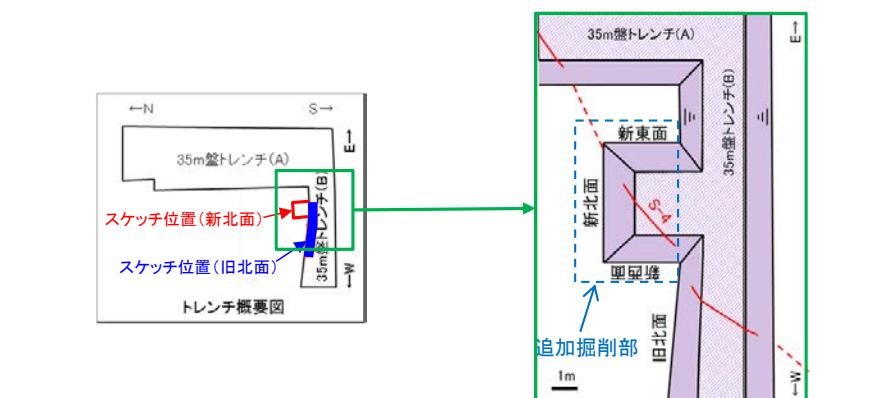 ←N
S→
E→
35m盤トレンチ(A)
35m盤トレンチ(B)
スケッチ位置(新北面)
スケッチ位置(旧北面)
←W
トレンチ概要図
35m盤トレンチ(A)
E→
35m盤トレンチ(B)
新東面
新北面
S-4
新西面
旧北面
追加掘削部
1m
←W